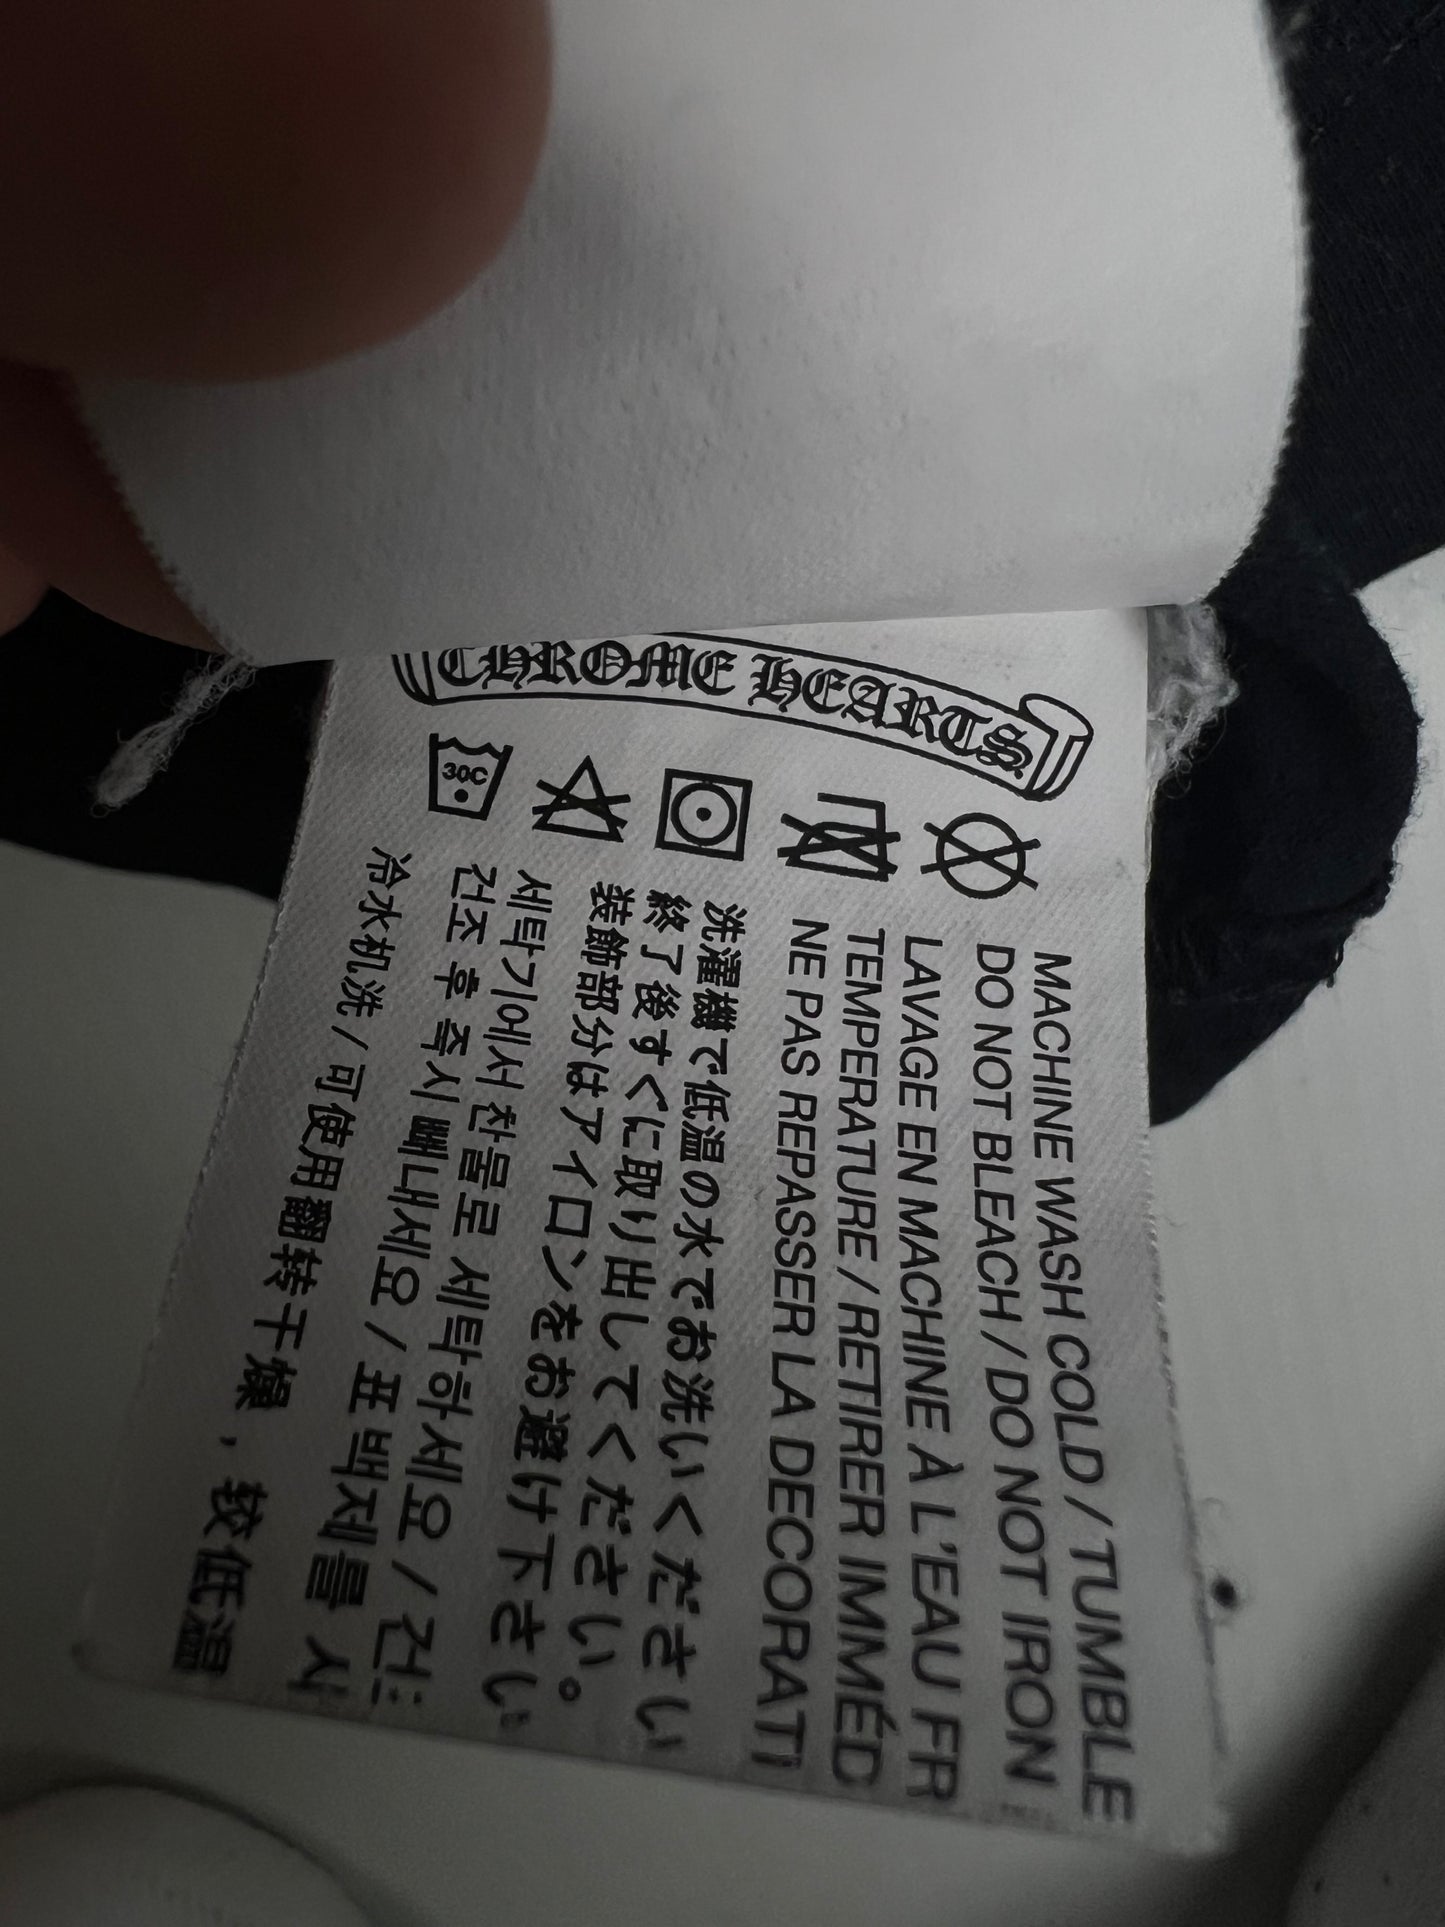 CHROME HEARTS
30C
MACHINE WASH COLD / TUMBLE
DO NOT BLEACH / DO NOT IRON
LAVAGE EN MACHINE À L'EAU FR
TEMPERATURE / RETIRER IMMÉD
NE PAS REPASSER LA DECORATI
洗濯機で低温の水でお洗いください
終了後すぐに取り出してください。
装飾部分はアイロンをお避け下さい
세탁기에서 찬물로 세탁하세요 / 건
건조 후 즉시 빼내세요 / 표백제를 사
冷水机洗 / 可使用翻转干燥，较低温